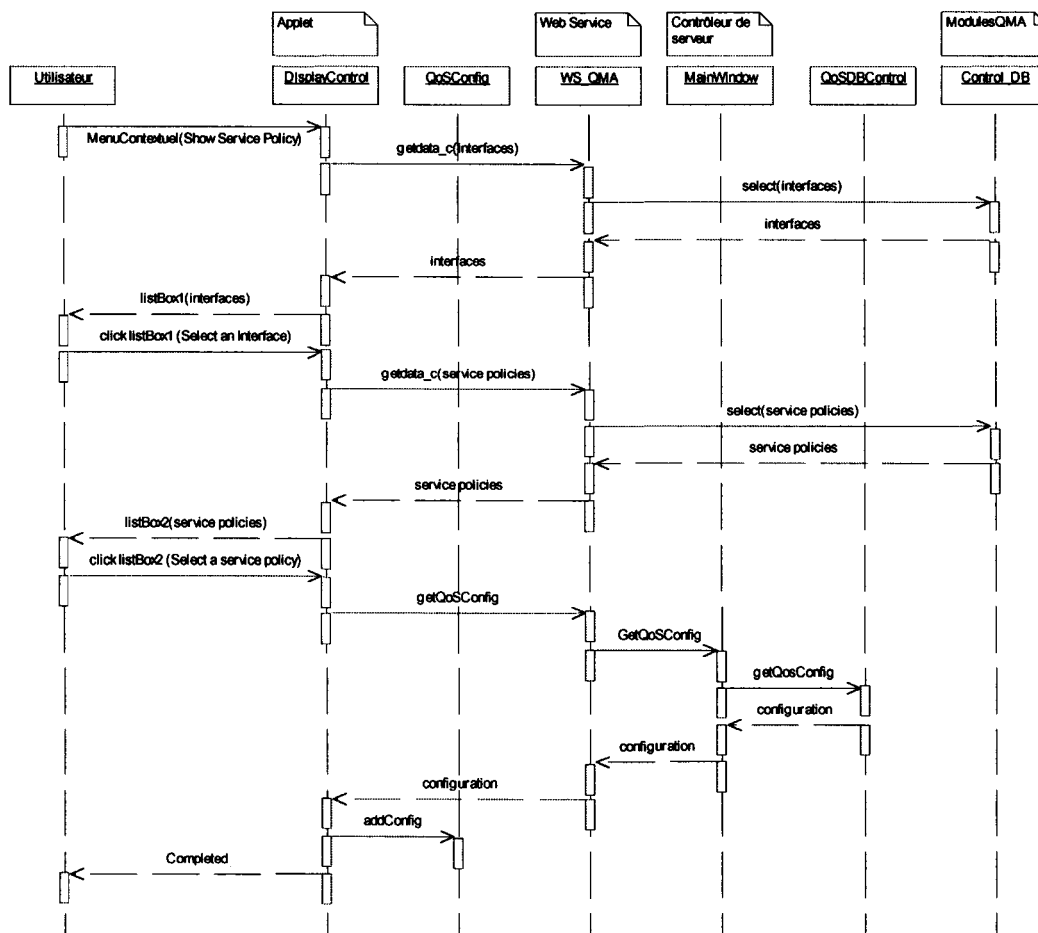 Applet
Web Service
Contrôleur de
serveur
ModulesQMA
Utilisateur
DisplayControl
QoSConfig
WS_QMA
MainWindow
QoSDBControl
Control_DB
MenuContextuel(Show Service Policy)
getdata_c(interfaces)
select(interfaces)
interfaces
interfaces
listBox1(interfaces)
click listBox1 (Select an Interface)
getdata_c(service policies)
select(service policies)
service policies
service policies
listBox2(service policies)
click listBox2 (Select a service policy)
getQoSConfig
GetQoSConfig
getQosConfig
configuration
configuration
configuration
addConfig
Completed